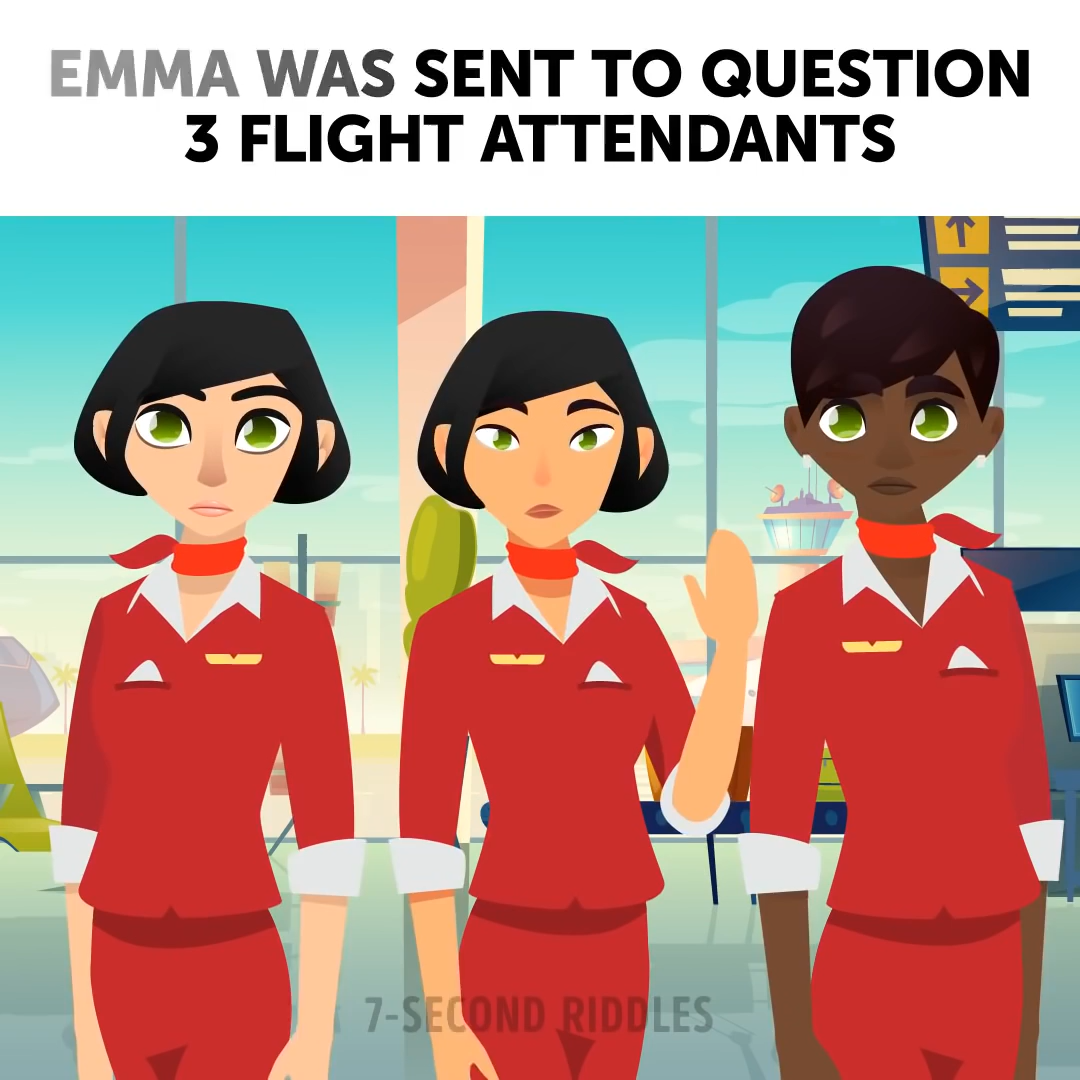 EMMA WAS SENT TO QUESTION
3 FLIGHT ATTENDANTS
7-SECOND RIDDLES